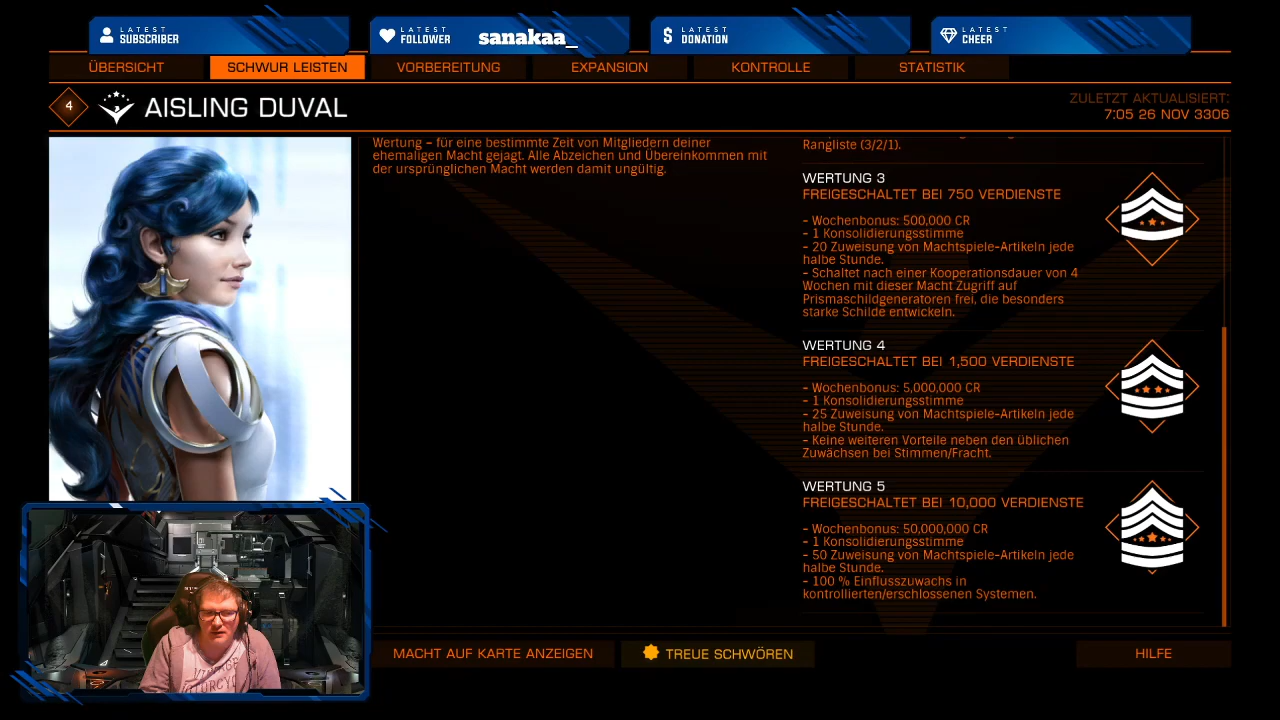 LATEST
SUBSCRIBER
LATEST
FOLLOWER
sanakaa_
LATEST
DONATION
LATEST
CHEER
ÜBERSICHT
SCHWUR LEISTEN
VORBEREITUNG
EXPANSION
KONTROLLE
STATISTIK
4
AISLING DUVAL
ZULETZT AKTUALISIERT:
7:05 26 NOV 3306
Wertung – für eine bestimmte Zeit von Mitgliedern deiner
ehemaligen Macht gejagt. Alle Abzeichen und Übereinkommen mit
der ursprünglichen Macht werden damit ungültig.
Rangliste (3/2/1).
WERTUNG 3
FREIGESCHALTET BEI 750 VERDIENSTE
- Wochenbonus: 500,000 CR
- 1 Konsolidierungsstimme
- 20 Zuweisung von Machtspiele-Artikeln jede
halbe Stunde.
- Schaltet nach einer Kooperationsdauer von 4
Wochen mit dieser Macht Zugriff auf
Prismaschildgeneratoren frei, die besonders
starke Schilde entwickeln.
WERTUNG 4
FREIGESCHALTET BEI 1,500 VERDIENSTE
- Wochenbonus: 5,000,000 CR
- 1 Konsolidierungsstimme
- 25 Zuweisung von Machtspiele-Artikeln jede
halbe Stunde.
- Keine weiteren Vorteile neben den üblichen
Zuwächsen bei Stimmen/Fracht.
WERTUNG 5
FREIGESCHALTET BEI 10,000 VERDIENSTE
- Wochenbonus: 50,000,000 CR
- 1 Konsolidierungsstimme
- 50 Zuweisung von Machtspiele-Artikeln jede
halbe Stunde.
- 100 % Einflusszuwachs in
kontrollierten/erschlossenen Systemen.
MACHT AUF KARTE ANZEIGEN
TREUE SCHWÖREN
HILFE